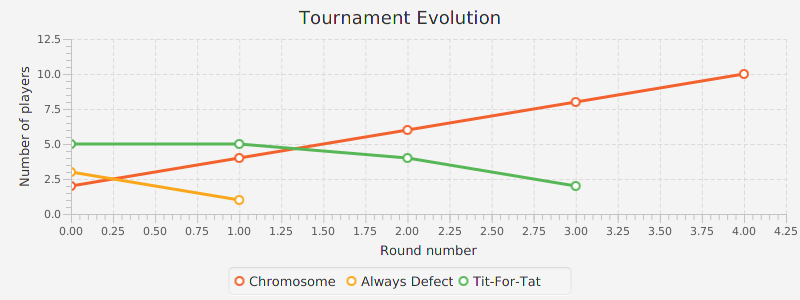 Tournament Evolution
Number of players
12.5
10.0
7.5
5.0
2.5
0.0
0.00 0.25 0.50 0.75 1.00 1.25 1.50 1.75 2.00 2.25 2.50 2.75 3.00 3.25 3.50 3.75 4.00 4.25
Round number
Chromosome Always Defect Tit-For-Tat